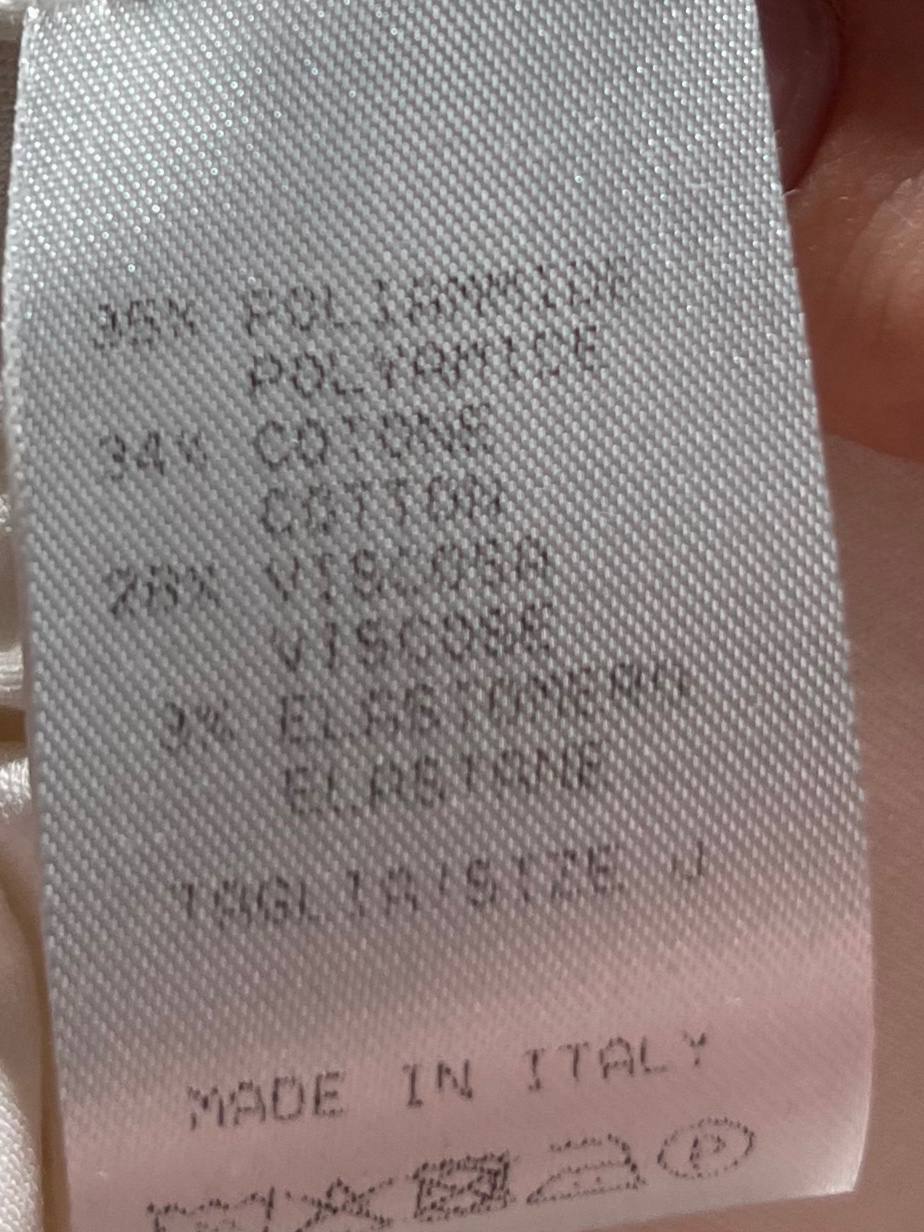 35% POLIAMMIDE
POLYAMIDE
34% COTONE
COTTON
28% VISCOSA
VISCOSE
3% ELASTOMERO
ELASTANE
TAGLIA/SIZE U
MADE IN ITALY
P